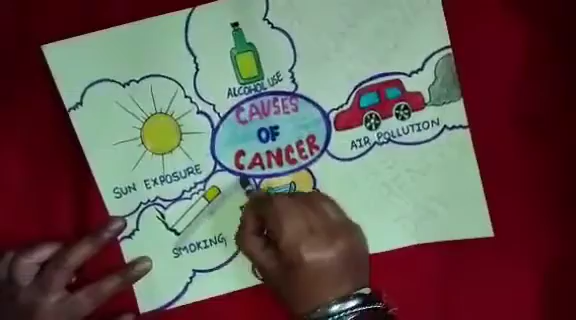 ALCOHOL USE
CAUSES
OF
CANCER
AIR POLLUTION
SUN EXPOSURE
SMOKING